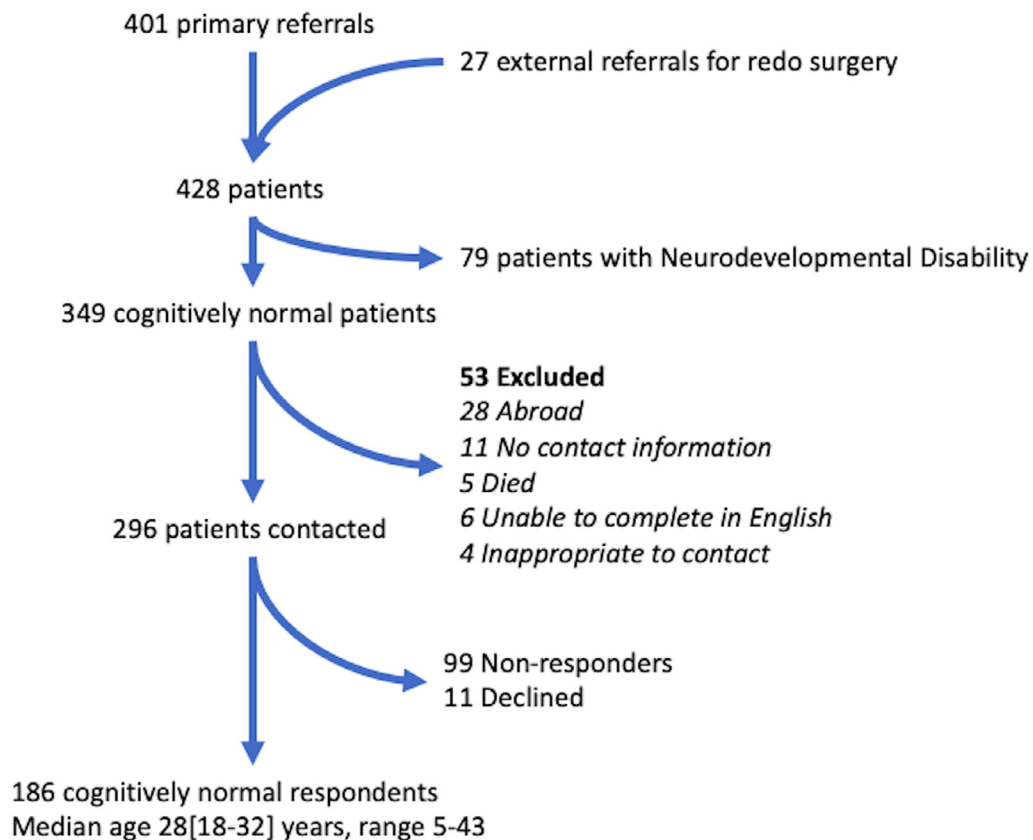 401 primary referrals
27 external referrals for redo surgery
428 patients
79 patients with Neurodevelopmental Disability
349 cognitively normal patients
53 Excluded
28 Abroad
11 No contact information
5 Died
6 Unable to complete in English
4 Inappropriate to contact
296 patients contacted
99 Non-responders
11 Declined
186 cognitively normal respondents
Median age 28[18-32] years, range 5-43